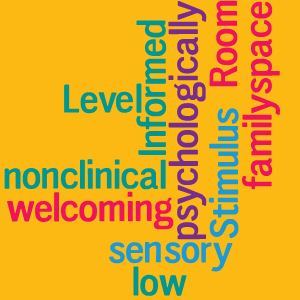 Level
Informed
psychologically
Room
familyspace
Stimulus
nonclinical
welcoming
sensory
low